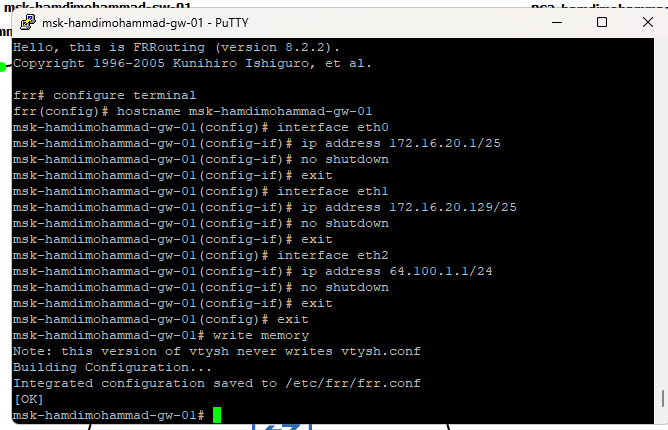 msk-hamdimohammad-gw-01
msk-hamdimohammad-gw-01 - PuTTY
Hello, this is FRRouting (version 8.2.2).
Copyright 1996-2005 Kunihiro Ishiguro, et al.
frr# configure terminal
frr(config)# hostname msk-hamdimohammad-gw-01
msk-hamdimohammad-gw-01(config)# interface eth0
msk-hamdimohammad-gw-01(config-if)# ip address 172.16.20.1/25
msk-hamdimohammad-gw-01(config-if)# no shutdown
msk-hamdimohammad-gw-01(config-if)# exit
msk-hamdimohammad-gw-01(config)# interface eth1
msk-hamdimohammad-gw-01(config-if)# ip address 172.16.20.129/25
msk-hamdimohammad-gw-01(config-if)# no shutdown
msk-hamdimohammad-gw-01(config-if)# exit
msk-hamdimohammad-gw-01(config)# interface eth2
msk-hamdimohammad-gw-01(config-if)# ip address 64.100.1.1/24
msk-hamdimohammad-gw-01(config-if)# no shutdown
msk-hamdimohammad-gw-01(config-if)# exit
msk-hamdimohammad-gw-01(config)# exit
msk-hamdimohammad-gw-01# write memory
Note: this version of vtysh never writes vtysh.conf
Building Configuration...
Integrated configuration saved to /etc/frr/frr.conf
[OK]
msk-hamdimohammad-gw-01#